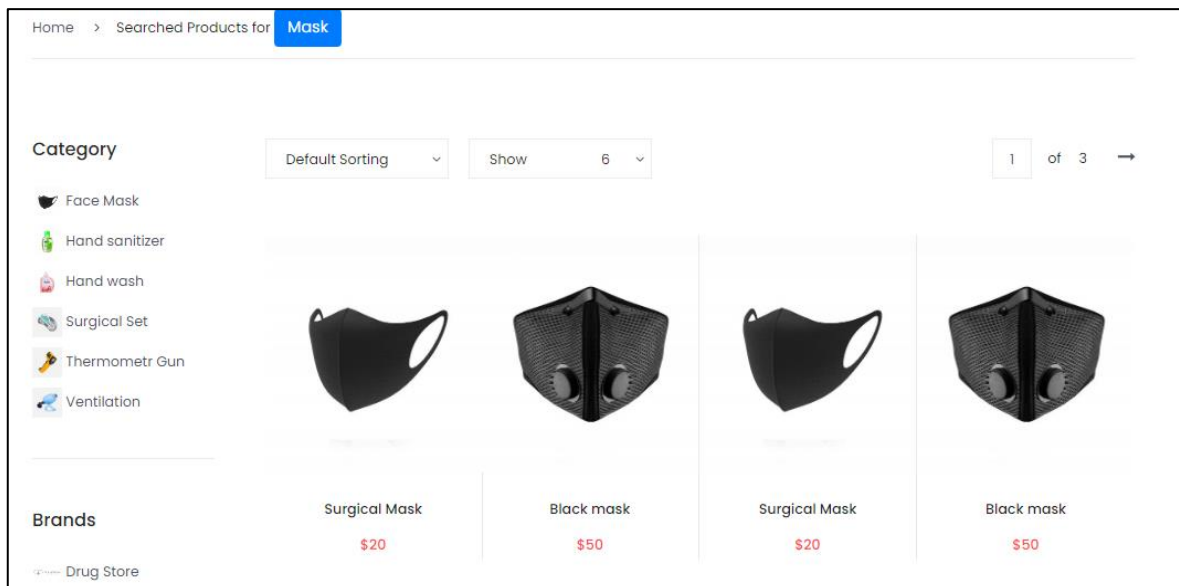 Home > Searched Products for Mask
Category
Default Sorting
Show 6
1 of 3 →
Face Mask
Hand sanitizer
Hand wash
Surgical Set
Thermometr Gun
Ventilation
Surgical Mask
Black mask
Surgical Mask
Black mask
$20
$50
$20
$50
Brands
Drug Store